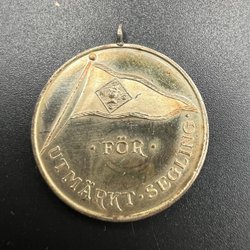 · FÖR ·
UTMÄRKT · SEGLING ·